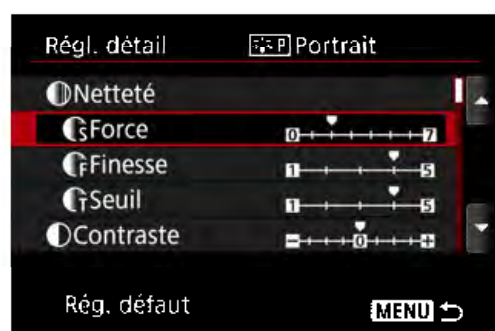 Régl. détail P Portrait
Netteté
S Force 0 7
F Finesse 1 5
T Seuil 1 5
Contraste 0
Rég. défaut MENU